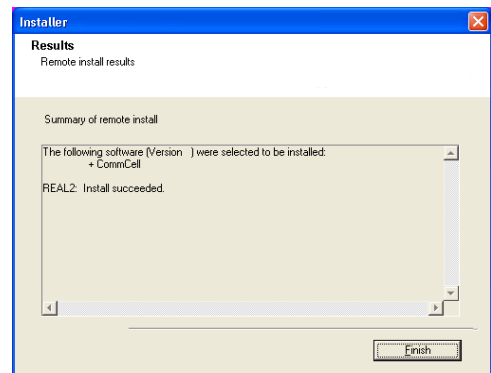 Installer
Results
Remote install results
Summary of remote install
The following software (Version   ) were selected to be installed:
+ CommCell
REAL2:  Install succeeded.
Finish